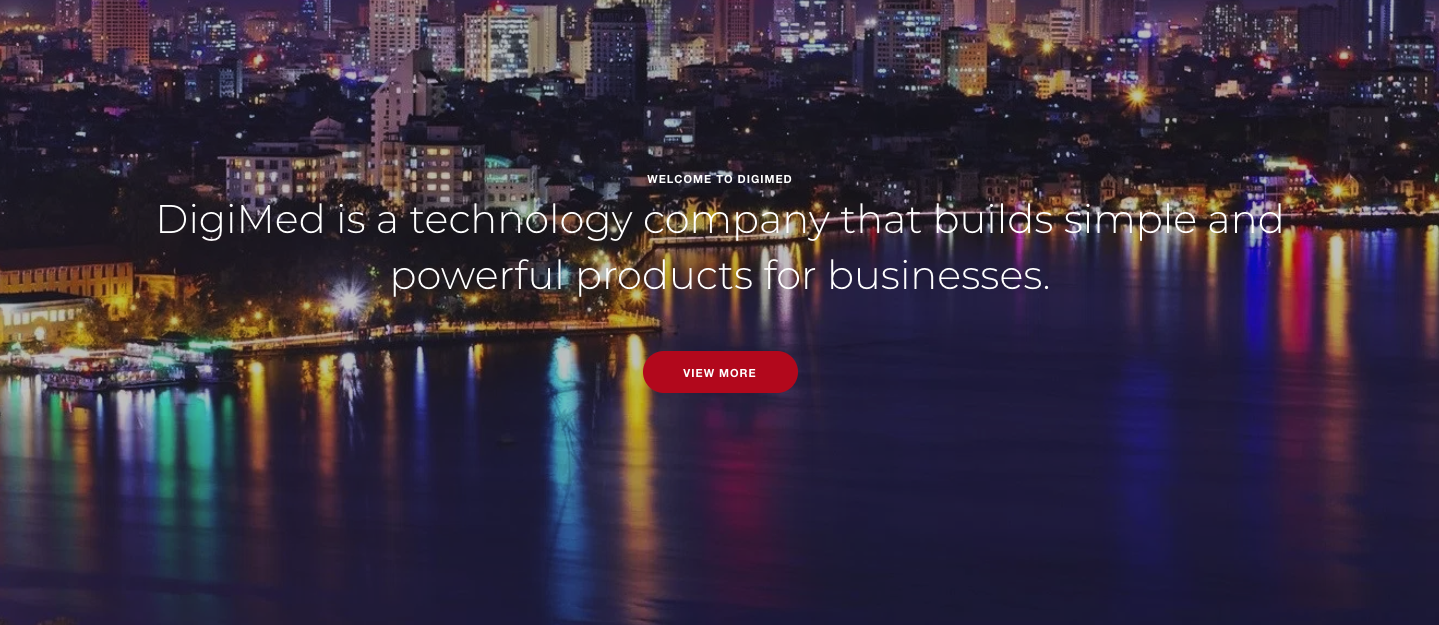 WELCOME TO DIGIMED
DigiMed is a technology company that builds simple and
powerful products for businesses.
VIEW MORE